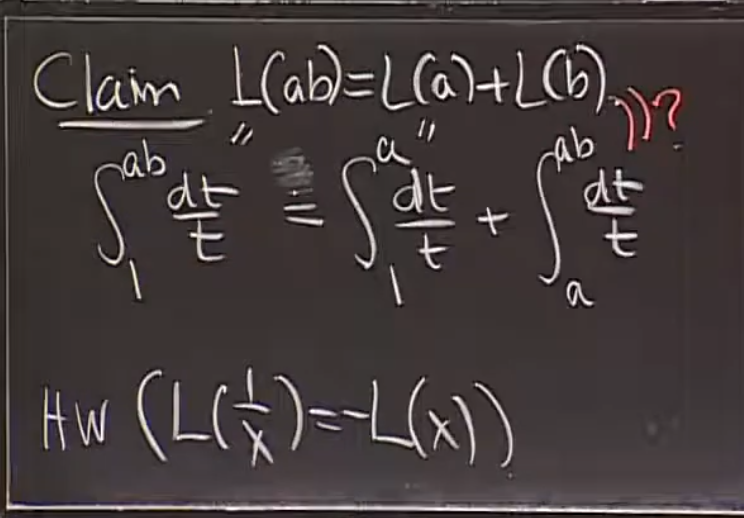 Claim L(ab)=L(a)+L(b)
" " ))?
∫₁^{ab} dt/t = ∫₁^a dt/t + ∫ₐ^{ab} dt/t
HW (L(1/x)=-L(x))